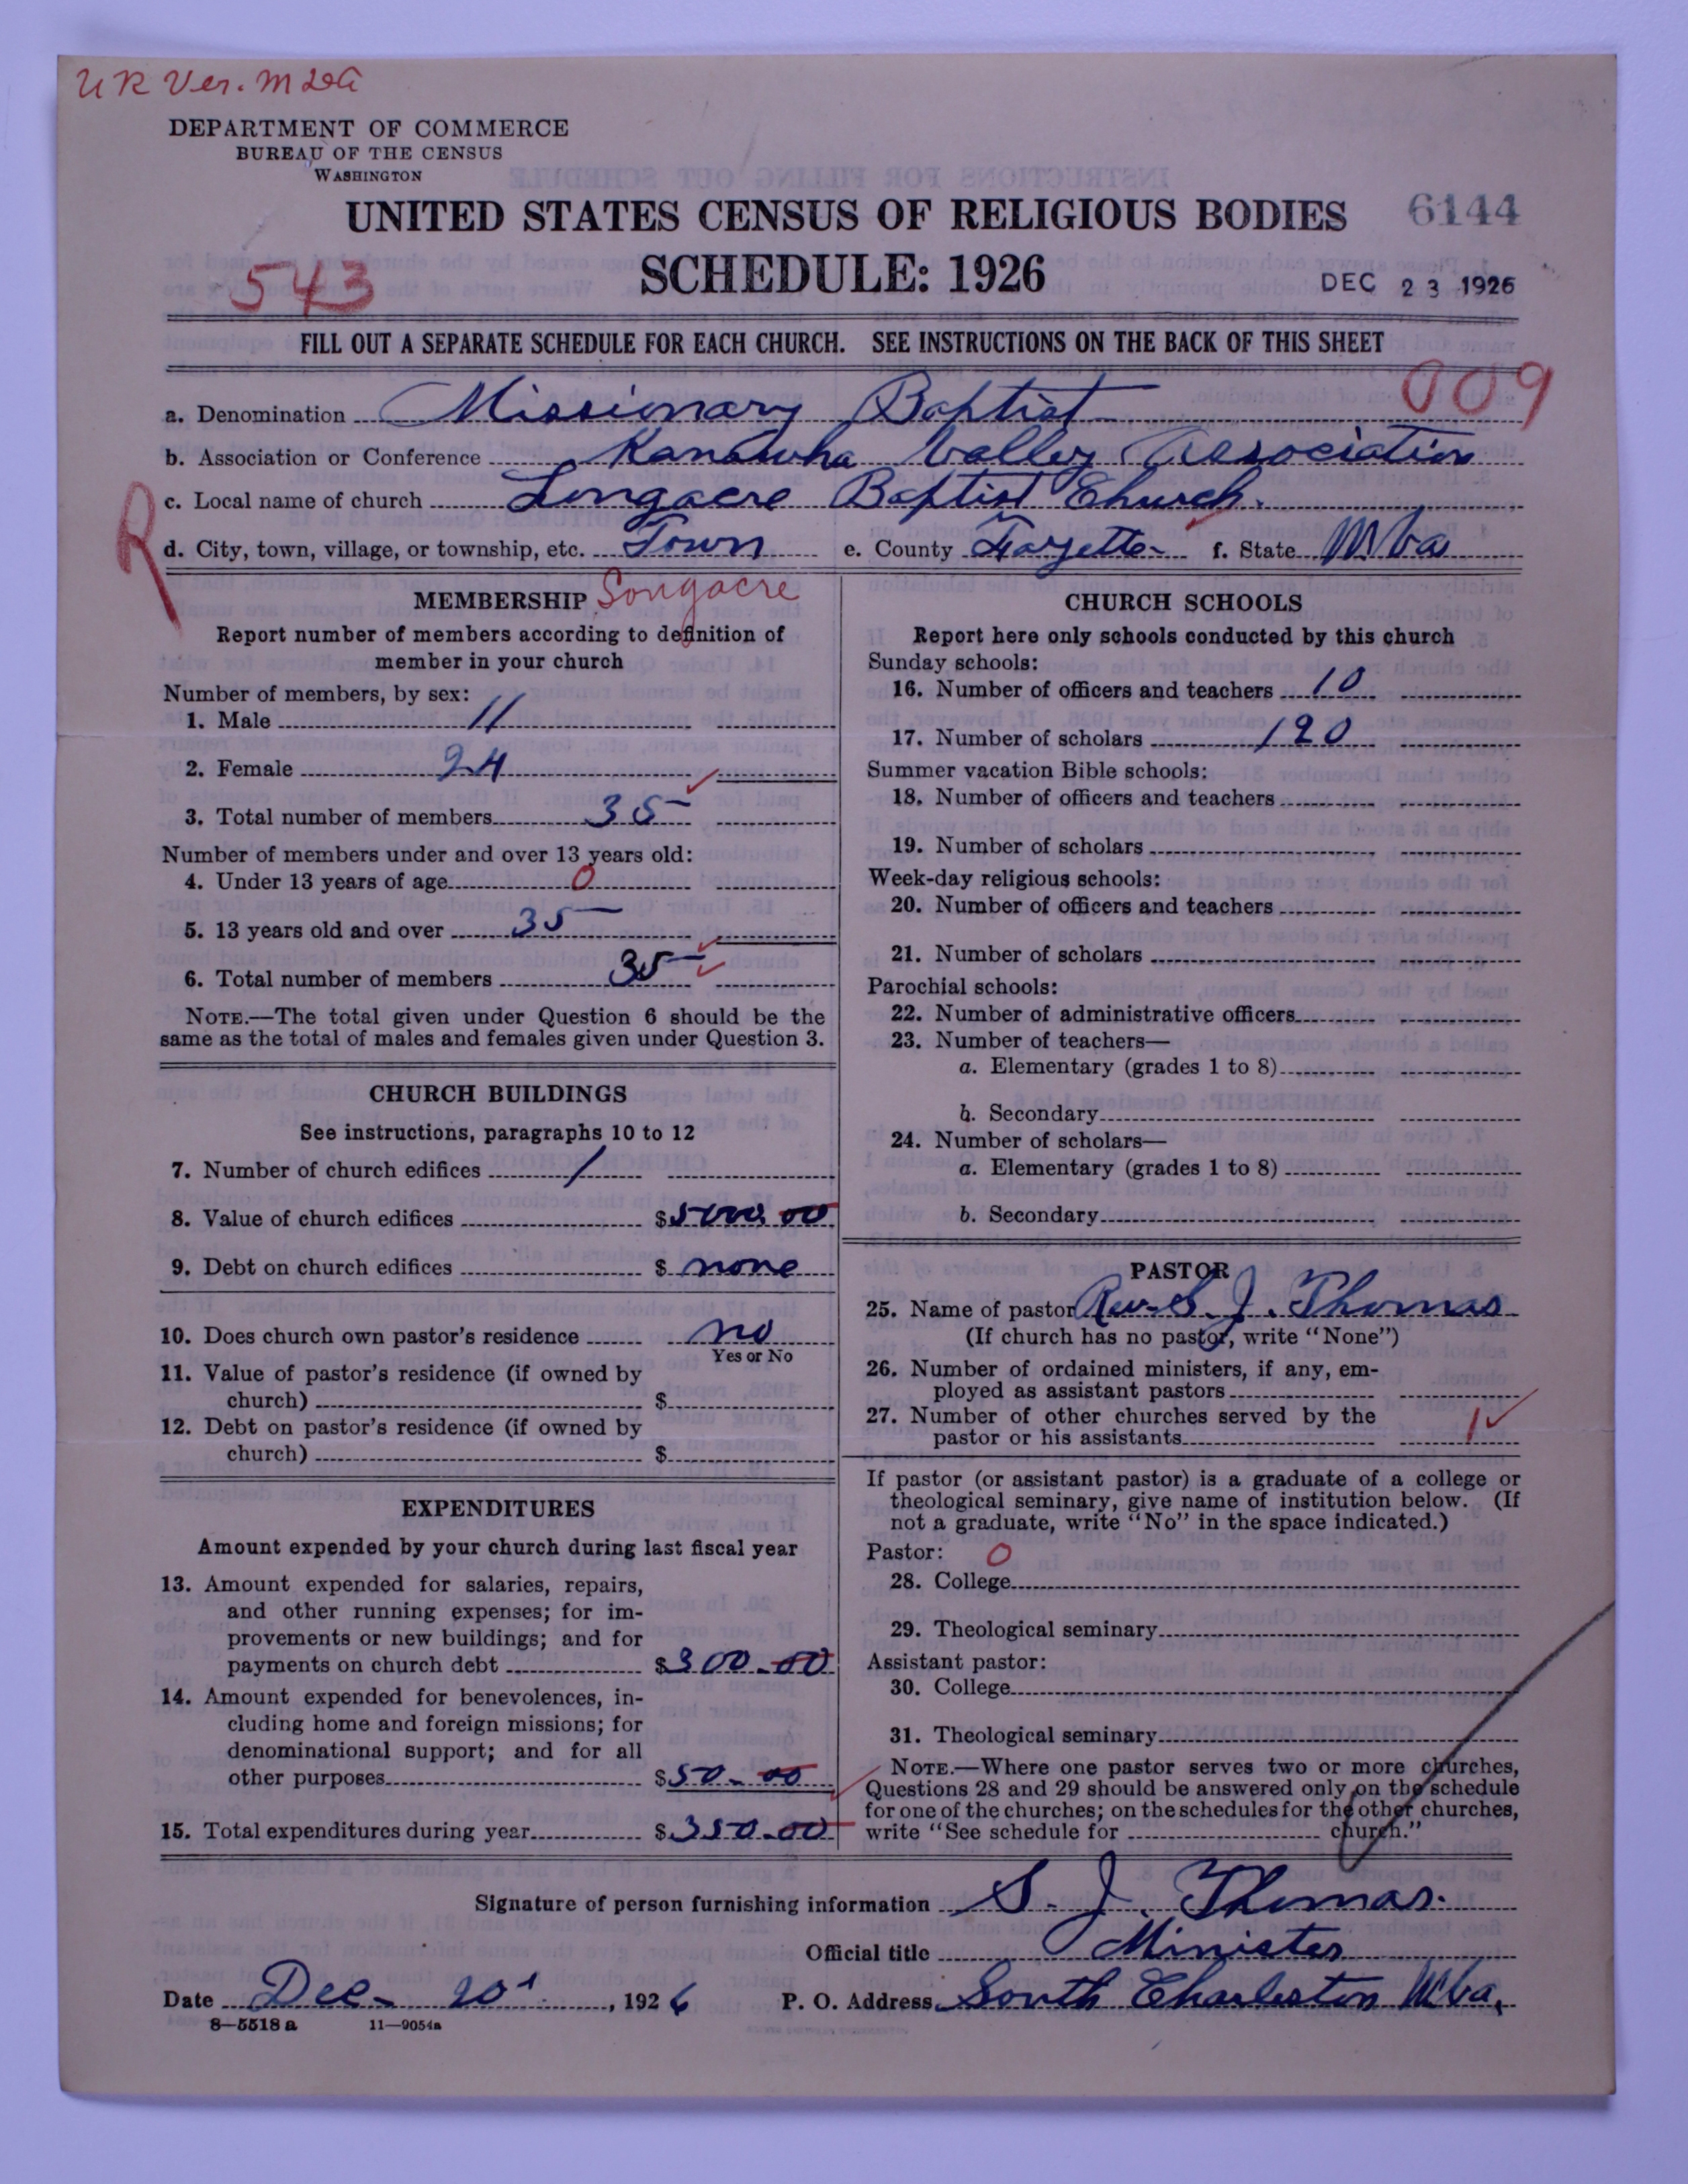 UR Ver. M
DEPARTMENT OF COMMERCE
BUREAU OF THE CENSUS
WASHINGTON
UNITED STATES CENSUS OF RELIGIOUS BODIES
6144
SCHEDULE: 1926
543
DEC 23 1926
FILL OUT A SEPARATE SCHEDULE FOR EACH CHURCH. SEE INSTRUCTIONS ON THE BACK OF THIS SHEET
009
a. Denomination Missionary Baptist
b. Association or Conference Kanawha Valley Association
c. Local name of church Longacre Baptist Church.
R
d. City, town, village, or township, etc. Town e. County Fayette f. State W Va
MEMBERSHIP Longacre
Report number of members according to definition of
member in your church
Number of members, by sex:
1. Male 11
2. Female 24
3. Total number of members 35
Number of members under and over 13 years old:
4. Under 13 years of age 0
5. 13 years old and over 35
6. Total number of members 35
NOTE.—The total given under Question 6 should be the
same as the total of males and females given under Question 3.
CHURCH BUILDINGS
See instructions, paragraphs 10 to 12
7. Number of church edifices 1
8. Value of church edifices $5000.00
9. Debt on church edifices $ none
10. Does church own pastor's residence no
Yes or No
11. Value of pastor's residence (if owned by
church) $
12. Debt on pastor's residence (if owned by
church) $
EXPENDITURES
Amount expended by your church during last fiscal year
13. Amount expended for salaries, repairs,
and other running expenses; for im-
provements or new buildings; and for
payments on church debt $300.00
14. Amount expended for benevolences, in-
cluding home and foreign missions; for
denominational support; and for all
other purposes $50.00
15. Total expenditures during year $350.00
CHURCH SCHOOLS
Report here only schools conducted by this church
Sunday schools:
16. Number of officers and teachers 10
17. Number of scholars 120
Summer vacation Bible schools:
18. Number of officers and teachers
19. Number of scholars
Week-day religious schools:
20. Number of officers and teachers
21. Number of scholars
Parochial schools:
22. Number of administrative officers
23. Number of teachers—
a. Elementary (grades 1 to 8)
b. Secondary
24. Number of scholars—
a. Elementary (grades 1 to 8)
b. Secondary
PASTOR
25. Name of pastor Rev. S. J. Thomas
(If church has no pastor, write "None")
26. Number of ordained ministers, if any, em-
ployed as assistant pastors
27. Number of other churches served by the
pastor or his assistants 1
If pastor (or assistant pastor) is a graduate of a college or
theological seminary, give name of institution below. (If
not a graduate, write "No" in the space indicated.)
Pastor: 0
28. College
29. Theological seminary
Assistant pastor:
30. College
31. Theological seminary
NOTE.—Where one pastor serves two or more churches,
Questions 28 and 29 should be answered only on the schedule
for one of the churches; on the schedules for the other churches,
write "See schedule for church."
Signature of person furnishing information S. J. Thomas.
Official title Minister
Date Dec- 20, 1926 P. O. Address South Charleston W Va.
8—5518 a 11—9054a